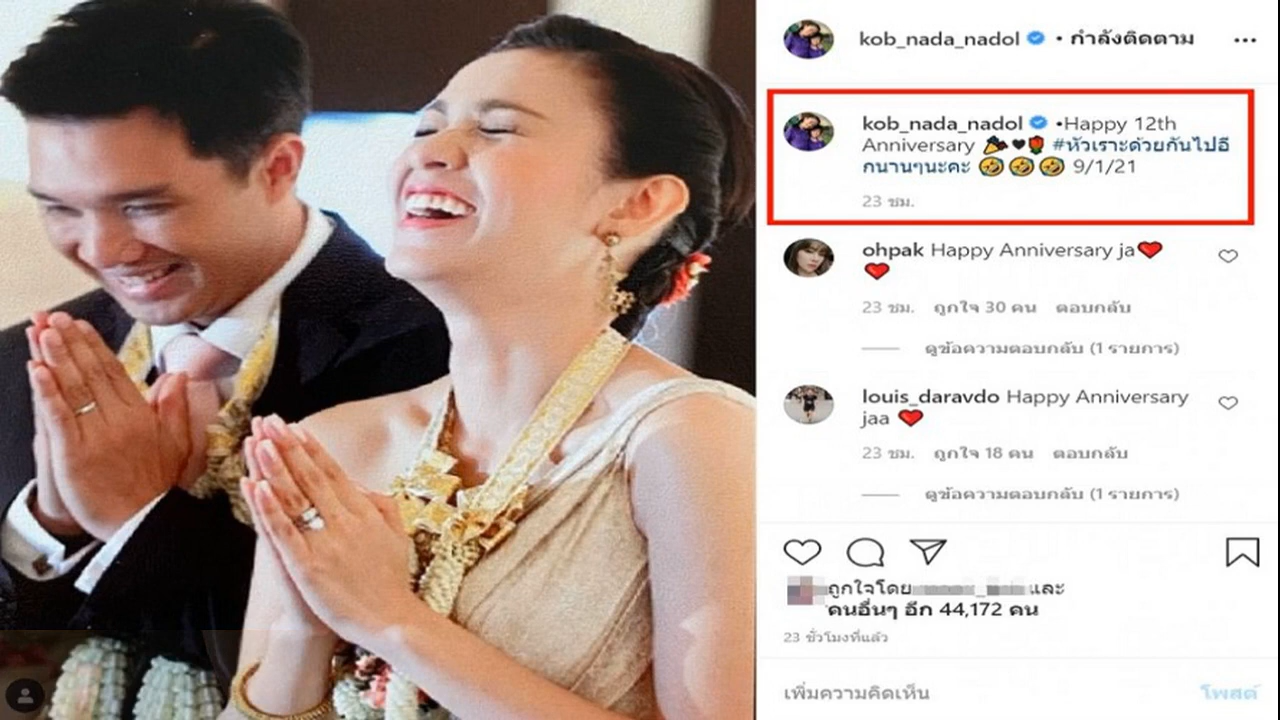 kob_nada_nadol • กำลังติดตาม
kob_nada_nadol •Happy 12th
Anniversary 🎉🖤🌹 #หัวเราะด้วยกันไปอี
กนานๆนะคะ 🤣🤣🤣 9/1/21
23 ชม.
ohpak Happy Anniversary ja❤️
❤️
23 ชม. ถูกใจ 30 คน ตอบกลับ
ดูข้อความตอบกลับ (1 รายการ)
louis_daravdo Happy Anniversary
jaa ❤️
23 ชม. ถูกใจ 18 คน ตอบกลับ
ดูข้อความตอบกลับ (1 รายการ)
ถูกใจโดย และ
คนอื่นๆ อีก 44,172 คน
23 ชั่วโมงที่แล้ว
เพิ่มความคิดเห็น โพสต์